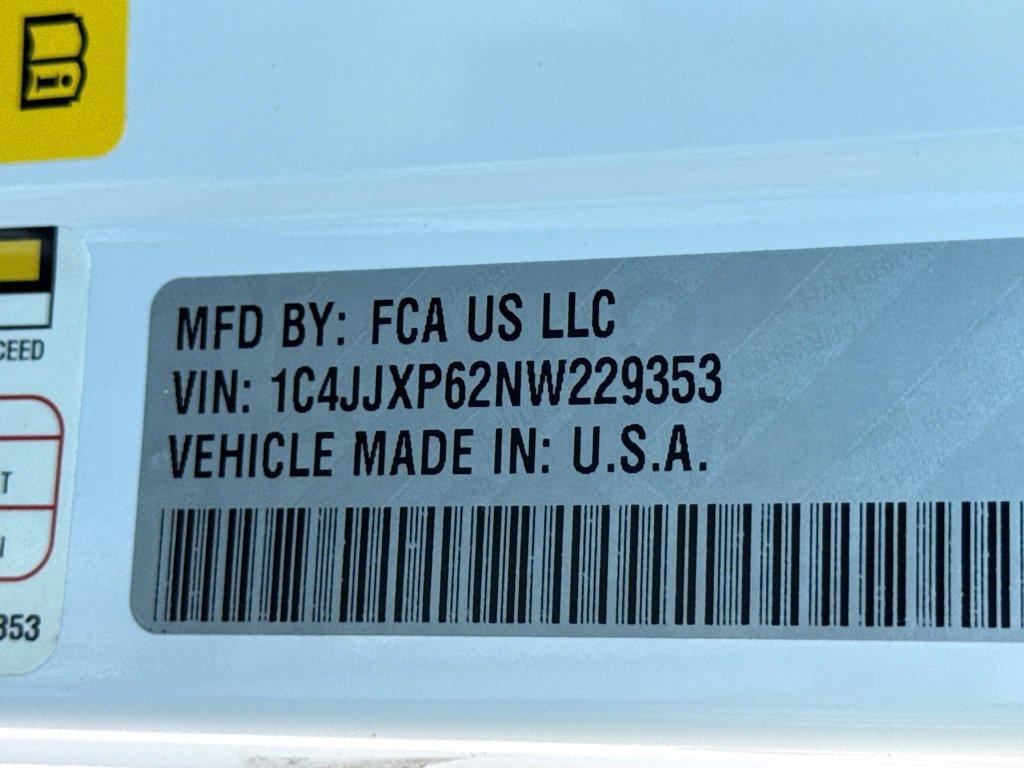 MFD BY: FCA US LLC
VIN: 1C4JJXP62NW229353
VEHICLE MADE IN: U.S.A.
CEED
T
353